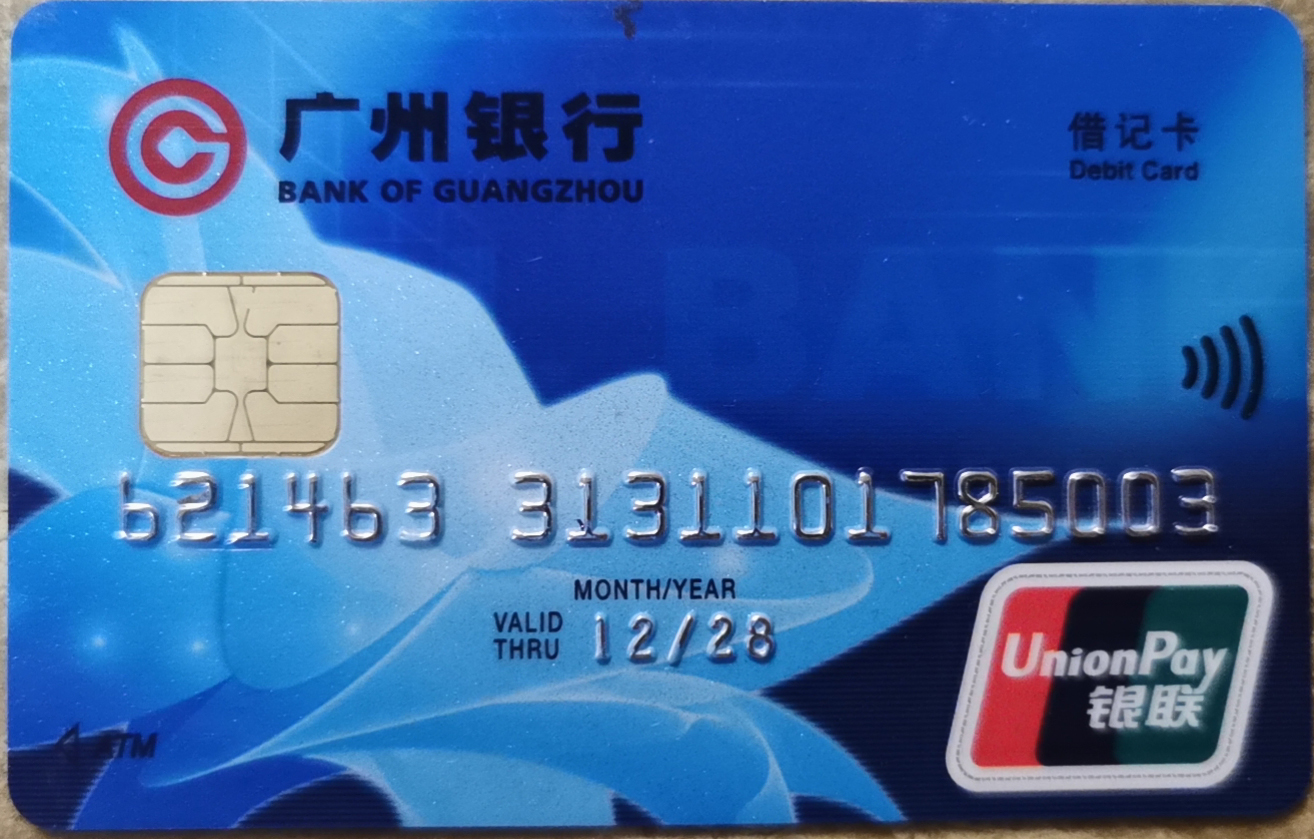 广州银行
BANK OF GUANGZHOU
借记卡
Debit Card
BANK
621463 3131101785003
MONTH/YEAR
VALID THRU 12/28
ATM
UnionPay
银联